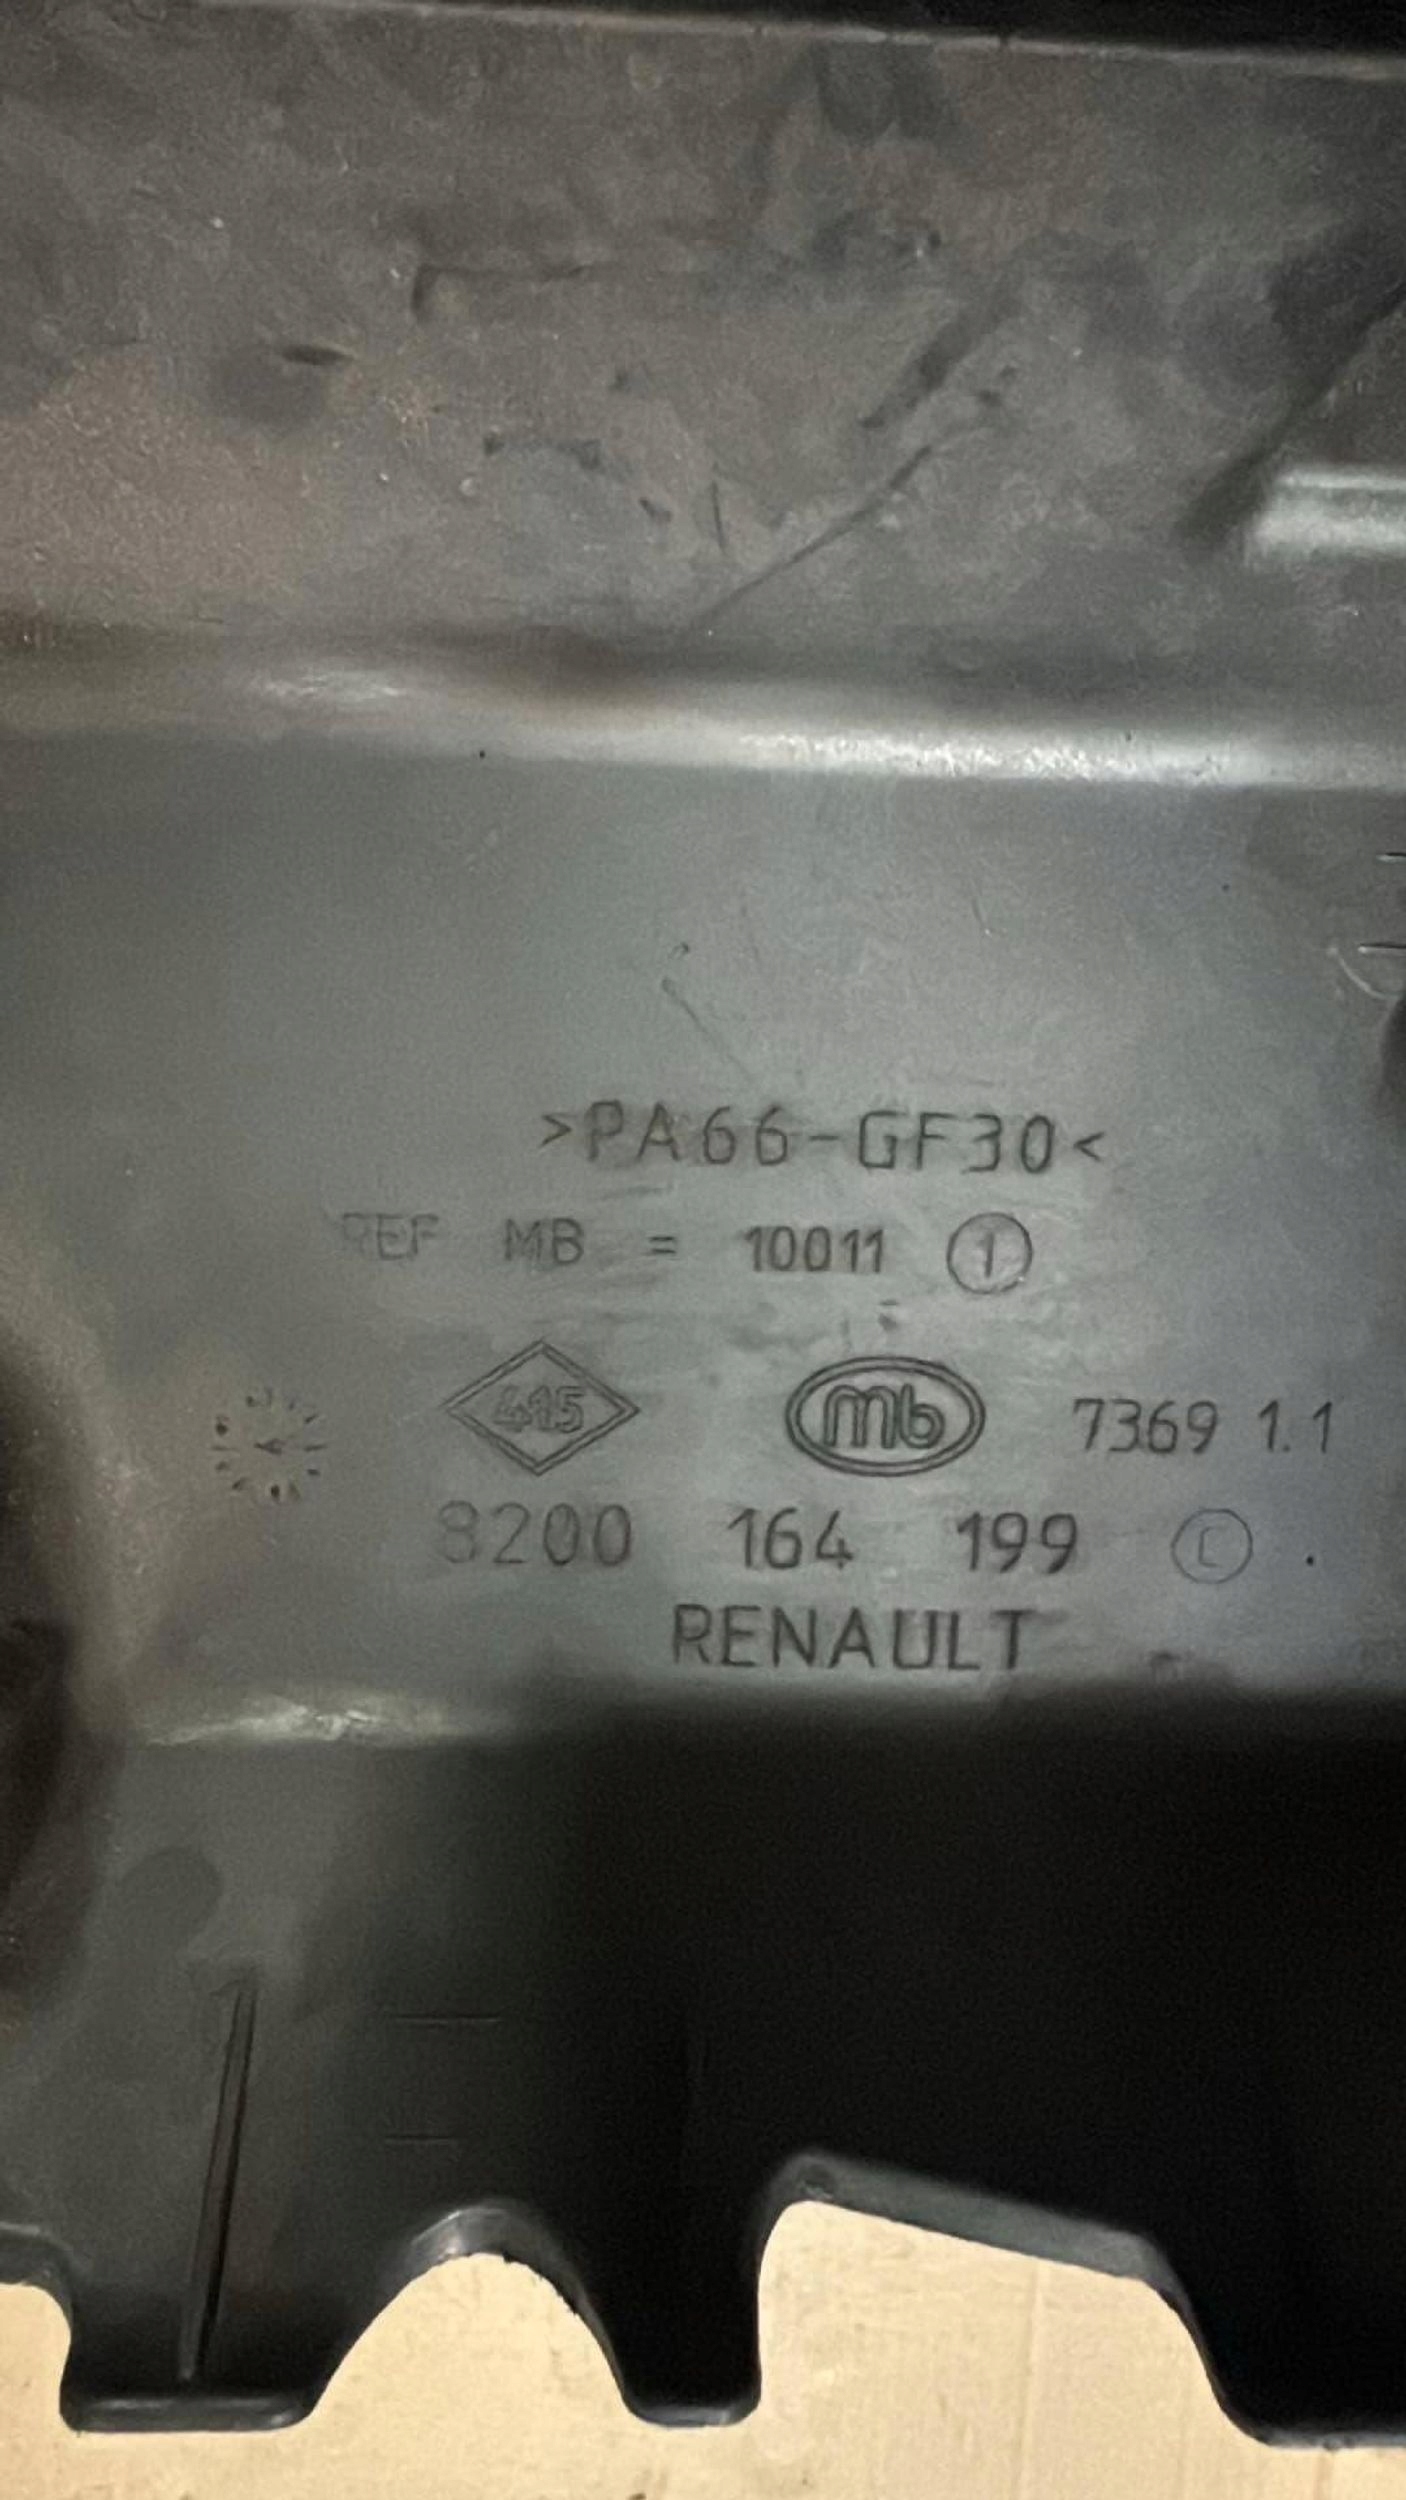 >PA66-GF30<
REF MB = 10011 1
415 mb 7369 1.1
8200 164 199 C .
RENAULT